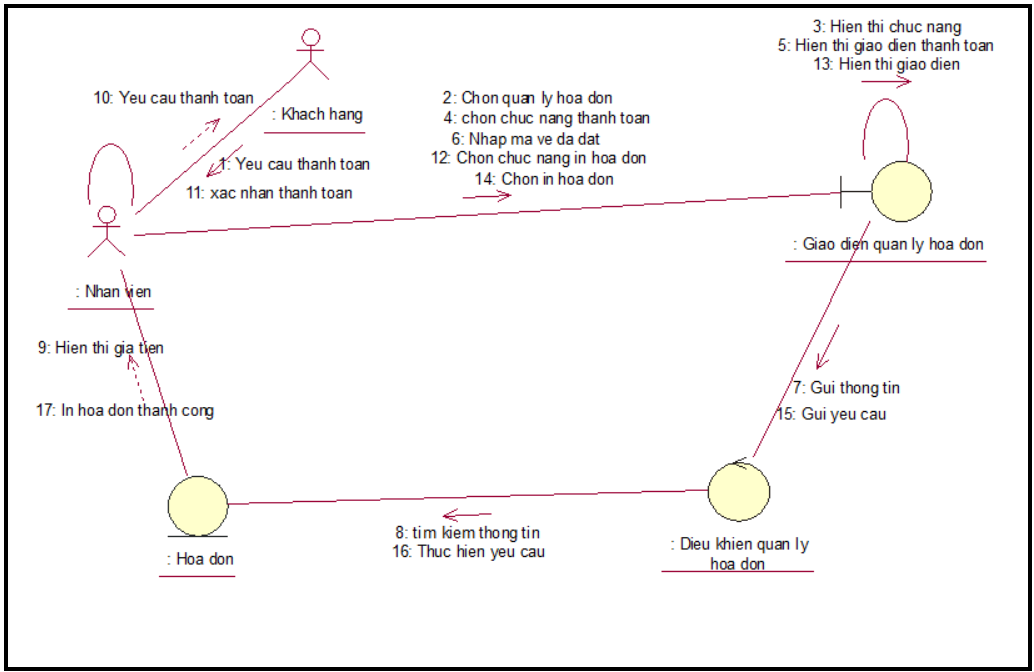 3: Hien thi chuc nang
5: Hien thi giao dien thanh toan
13: Hien thi giao dien
10: Yeu cau thanh toan
: Khach hang
2: Chon quan ly hoa don
4: chon chuc nang thanh toan
6: Nhap ma ve da dat
12: Chon chuc nang in hoa don
14: Chon in hoa don
1: Yeu cau thanh toan
11: xac nhan thanh toan
: Giao dien quan ly hoa don
: Nhan vien
9: Hien thi gia tien
17: In hoa don thanh cong
7: Gui thong tin
15: Gui yeu cau
8: tim kiem thong tin
16: Thuc hien yeu cau
: Hoa don
: Dieu khien quan ly
hoa don